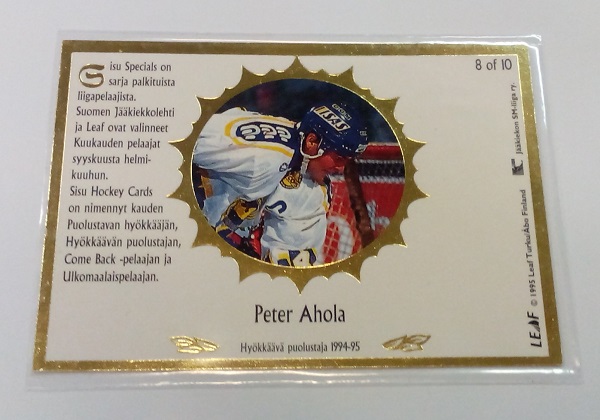 Sisu Specials on
sarja palkituista
liigapelaajista.
Suomen Jääkiekkolehti
ja Leaf ovat valinneet
Kuukauden pelaajat
syyskuusta helmi-
kuuhun.
Sisu Hockey Cards
on nimennyt kauden
Puolustavan hyökkääjän,
Hyökkäävän puolustajan,
Come Back -pelaajan ja
Ulkomaalaispelaajan.
8 of 10
Peter Ahola
Hyökkäävä puolustaja 1994-95
LEAF © 1995 Leaf Turku/Åbo Finland
Jääkiekon SM-liiga ry.